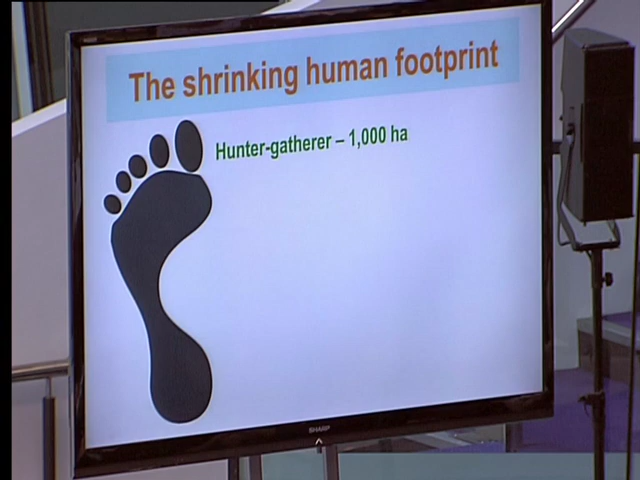 The shrinking human footprint
Hunter-gatherer – 1,000 ha
SHARP